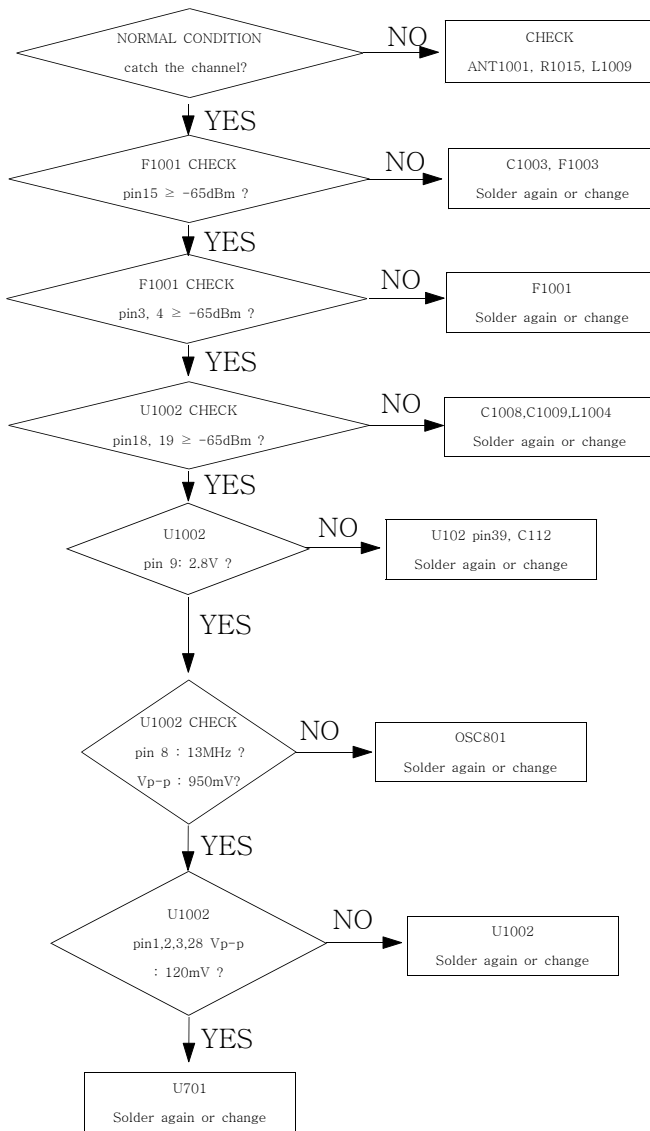 NORMAL CONDITION
catch the channel?
NO
CHECK
ANT1001, R1015, L1009
YES
F1001 CHECK
pin15 ≥ -65dBm ?
NO
C1003, F1003
Solder again or change
YES
F1001 CHECK
pin3, 4 ≥ -65dBm ?
NO
F1001
Solder again or change
YES
U1002 CHECK
pin18, 19 ≥ -65dBm ?
NO
C1008,C1009,L1004
Solder again or change
YES
U1002
pin 9: 2.8V ?
NO
U102 pin39, C112
Solder again or change
YES
U1002 CHECK
pin 8 : 13MHz ?
Vp-p : 950mV?
NO
OSC801
Solder again or change
YES
U1002
pin1,2,3,28 Vp-p
: 120mV ?
NO
U1002
Solder again or change
YES
U701
Solder again or change